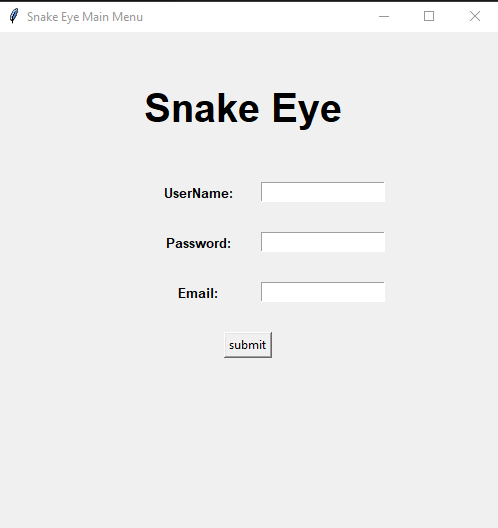 Snake Eye Main Menu
Snake Eye
UserName:
Password:
Email:
submit